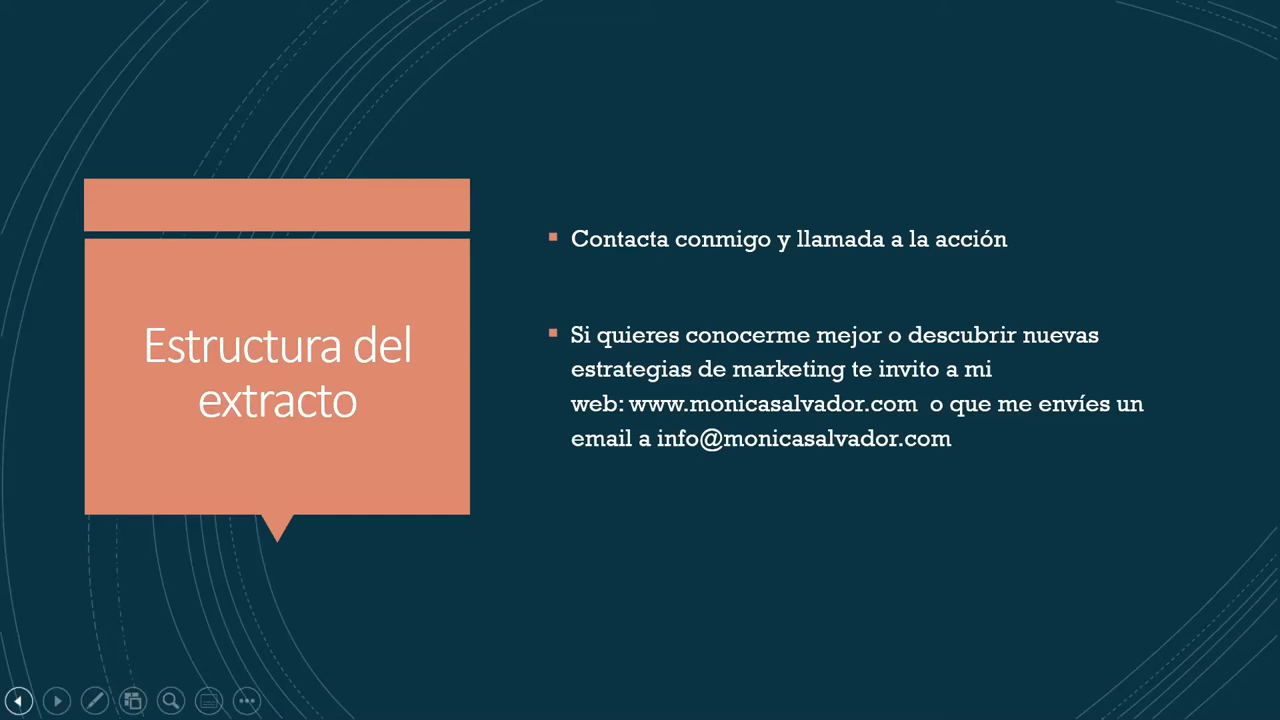 Estructura del
extracto
Contacta conmigo y llamada a la acción
Si quieres conocerme mejor o descubrir nuevas
estrategias de marketing te invito a mi
web: www.monicasalvador.com o que me envíes un
email a info@monicasalvador.com